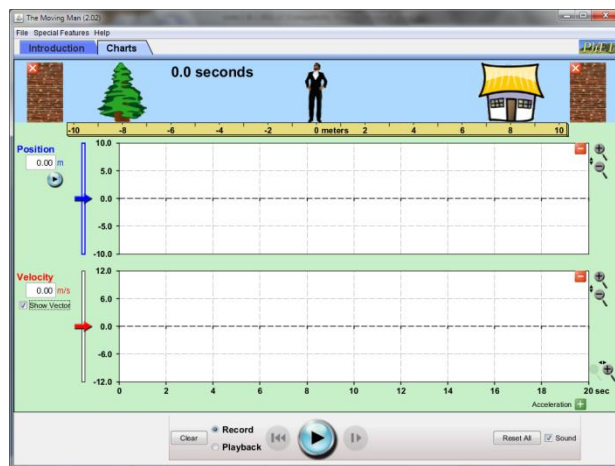 The Moving Man (2.02)
File Special Features Help
Introduction Charts
PhET
0.0 seconds
-10 -8 -6 -4 -2 0 meters 2 4 6 8 10
Position
0.00 m
10.0
5.0
0.0
-5.0
-10.0
Velocity
0.00 m/s
Show Vector
12.0
6.0
0.0
-6.0
-12.0
0 2 4 6 8 10 12 14 16 18 20 sec
Acceleration
Clear
Record
Playback
Reset All
Sound